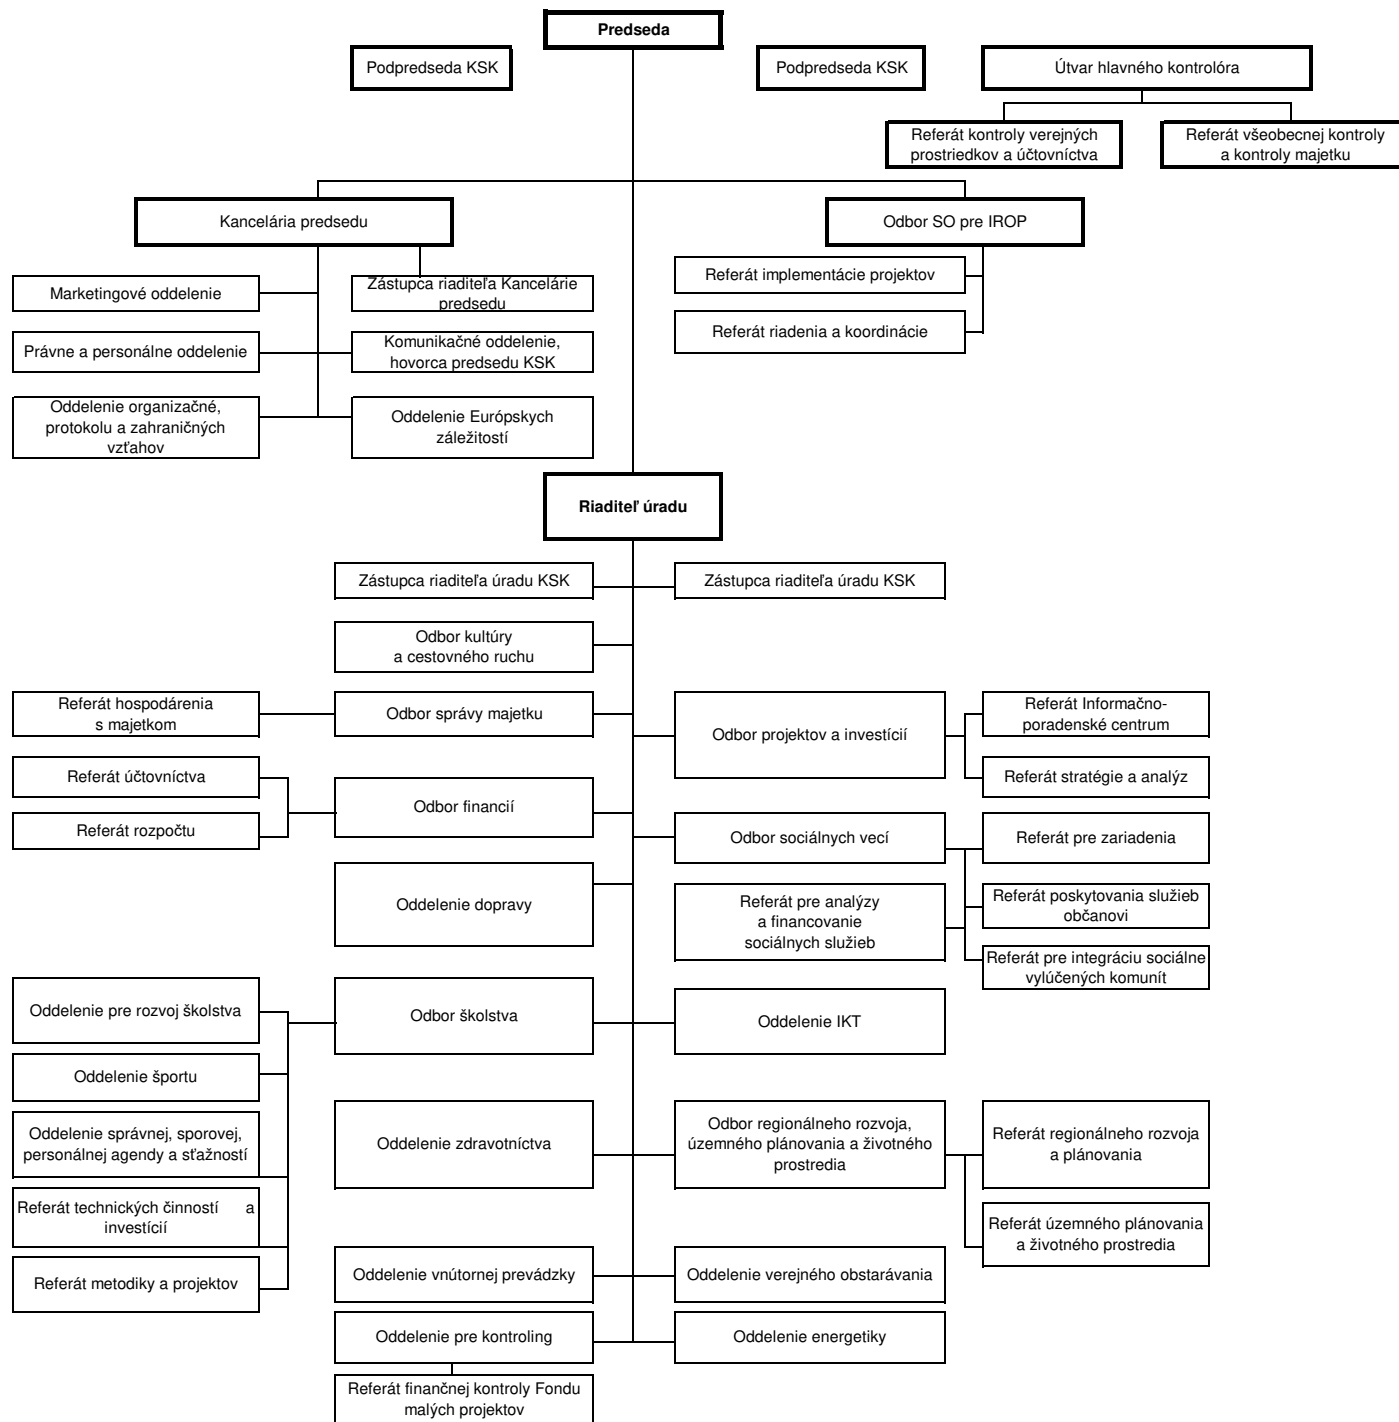 Predseda
Podpredseda KSK
Podpredseda KSK
Útvar hlavného kontrolóra
Referát kontroly verejných
prostriedkov a účtovníctva
Referát všeobecnej kontroly
a kontroly majetku
Kancelária predsedu
Odbor SO pre IROP
Marketingové oddelenie
Zástupca riaditeľa Kancelárie
predsedu
Referát implementácie projektov
Právne a personálne oddelenie
Komunikačné oddelenie,
hovorca predsedu KSK
Referát riadenia a koordinácie
Oddelenie organizačné,
protokolu a zahraničných
vzťahov
Oddelenie Európskych
záležitostí
Riaditeľ úradu
Zástupca riaditeľa úradu KSK
Zástupca riaditeľa úradu KSK
Odbor kultúry
a cestovného ruchu
Referát hospodárenia
s majetkom
Odbor správy majetku
Odbor projektov a investícií
Referát Informačno-
poradenské centrum
Referát stratégie a analýz
Referát účtovníctva
Referát rozpočtu
Odbor financií
Odbor sociálnych vecí
Referát pre zariadenia
Oddelenie dopravy
Referát pre analýzy
a financovanie
sociálnych služieb
Referát poskytovania služieb
občanovi
Referát pre integráciu sociálne
vylúčených komunít
Oddelenie pre rozvoj školstva
Odbor školstva
Oddelenie IKT
Oddelenie športu
Oddelenie správnej, sporovej,
personálnej agendy a sťažností
Oddelenie zdravotníctva
Odbor regionálneho rozvoja,
územného plánovania a životného
prostredia
Referát regionálneho rozvoja
a plánovania
Referát technických činností a
investícií
Referát územného plánovania
a životného prostredia
Referát metodiky a projektov
Oddelenie vnútornej prevádzky
Oddelenie verejného obstarávania
Oddelenie pre kontroling
Oddelenie energetiky
Referát finančnej kontroly Fondu
malých projektov